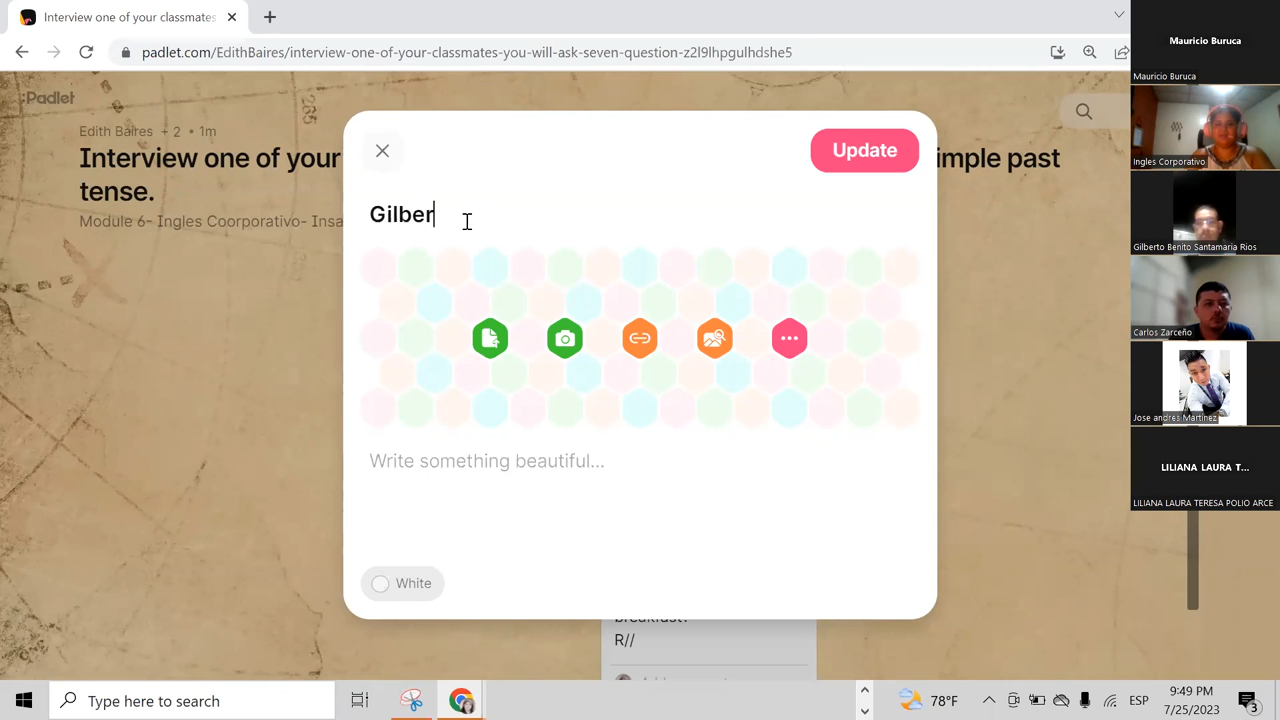 Interview one of your classmates
padlet.com/EdithBaires/interview-one-of-your-classmates-you-will-ask-seven-question-z2l9lhpgulhdshe5
:Padlet
Edith Baires + 2 • 1m
Interview one of your
imple past
tense.
Module 6- Ingles Coorporativo- Insa
Update
Gilber
Write something beautiful...
White
R//
Type here to search
78°F
ESP
9:49 PM
7/25/2023
3
Mauricio Buruca
Mauricio Buruca
Ingles Corporativo
Gilberto Benito Santamaria Rios
Carlos Zarceño
Jose andres Martinez
LILIANA LAURA T...
LILIANA LAURA TERESA POLIO ARCE